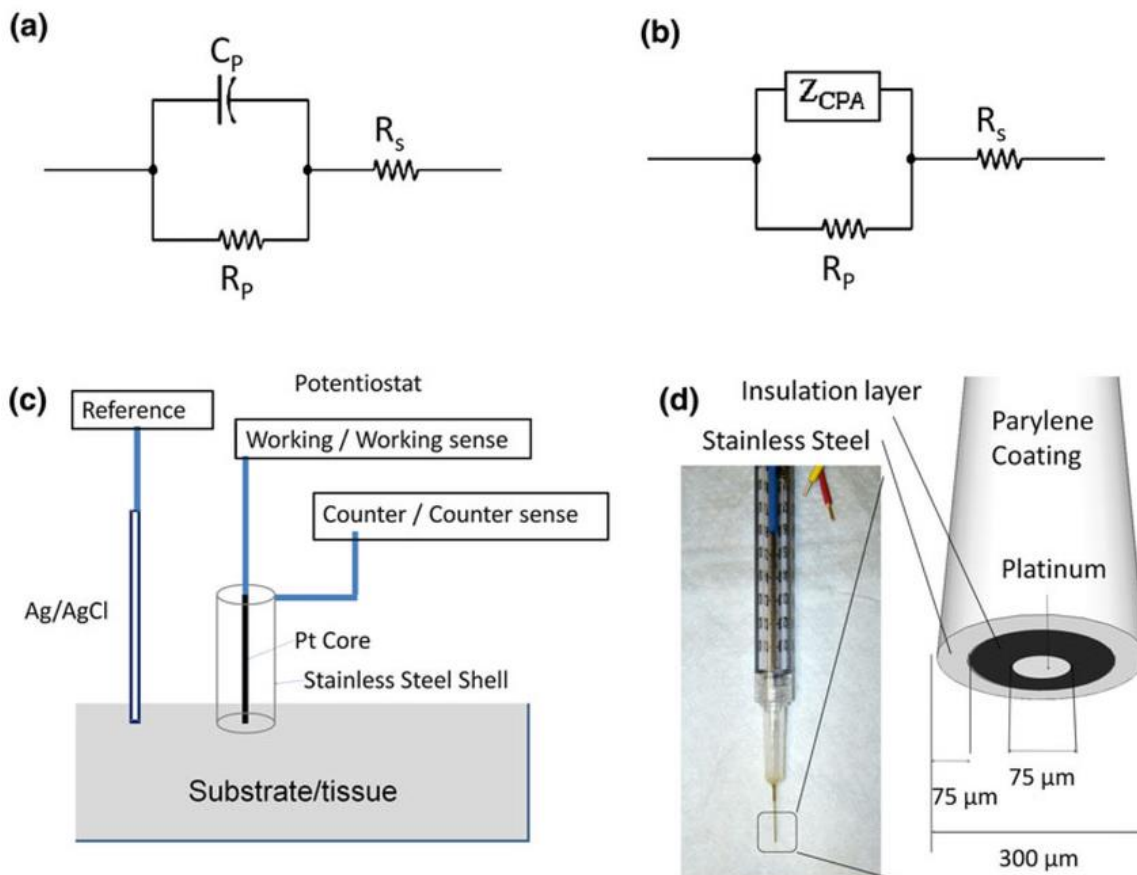 (a)
C_P
R_s
R_P
(b)
Z_CPA
R_s
R_P
(c)
Potentiostat
Reference
Working / Working sense
Counter / Counter sense
Ag/AgCl
Pt Core
Stainless Steel Shell
Substrate/tissue
(d)
Insulation layer
Stainless Steel
Parylene
Coating
Platinum
75 μm
75 μm
300 μm